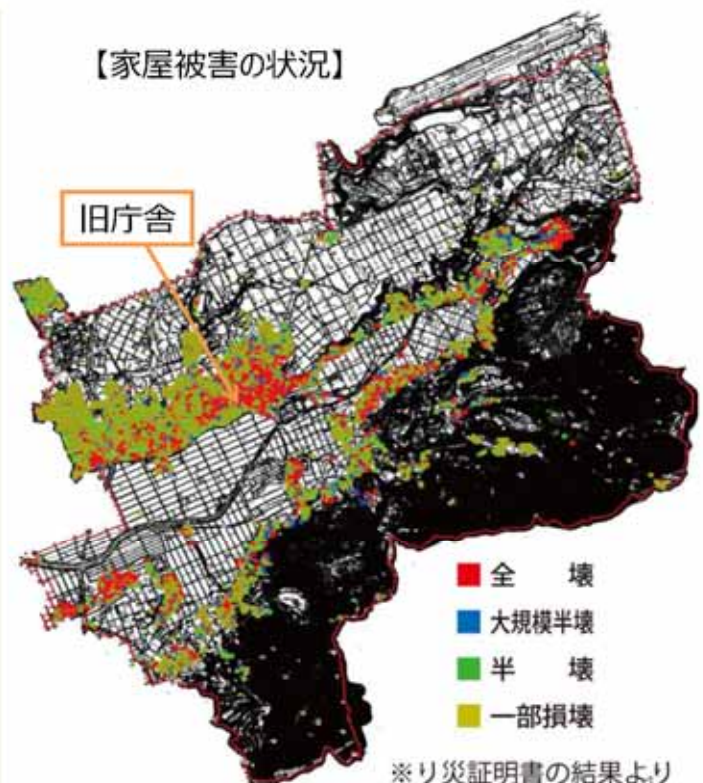 【家屋被害の状況】
旧庁舎
全　　壊
大規模半壊
半　　壊
一部損壊
※り災証明書の結果より